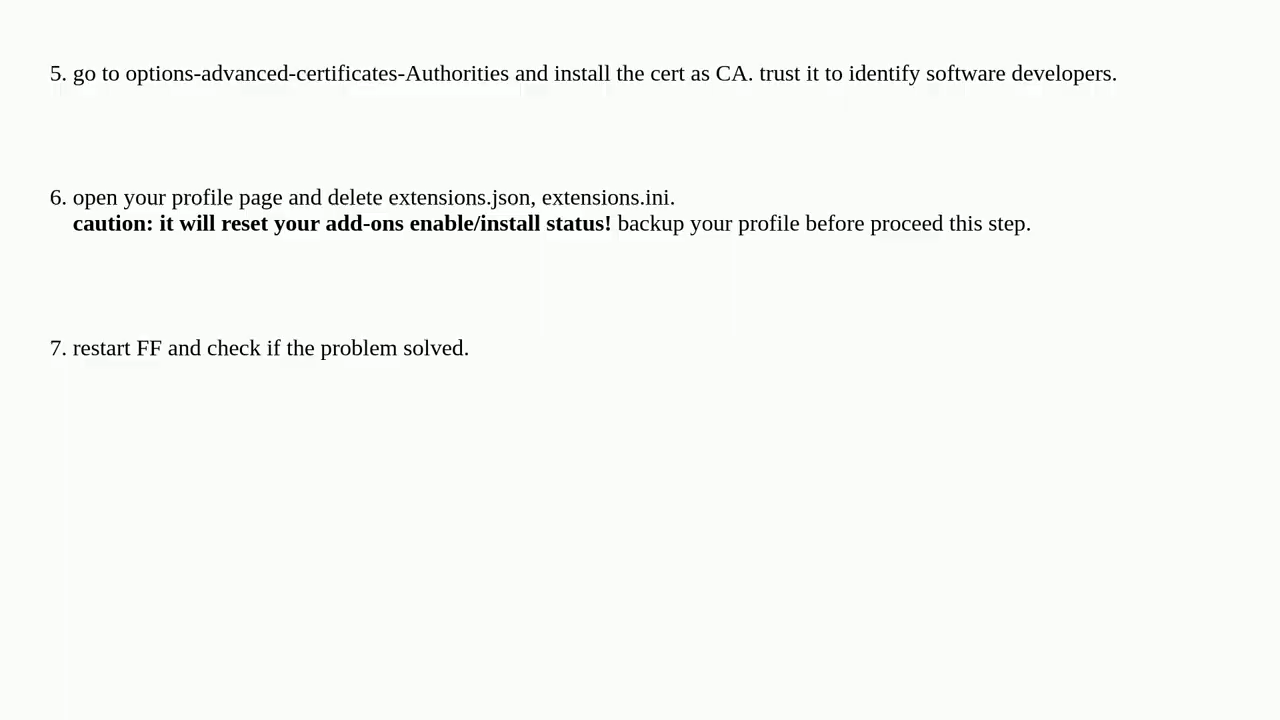 5. go to options-advanced-certificates-Authorities and install the cert as CA. trust it to identify software developers.
6. open your profile page and delete extensions.json, extensions.ini.
caution: it will reset your add-ons enable/install status! backup your profile before proceed this step.
7. restart FF and check if the problem solved.